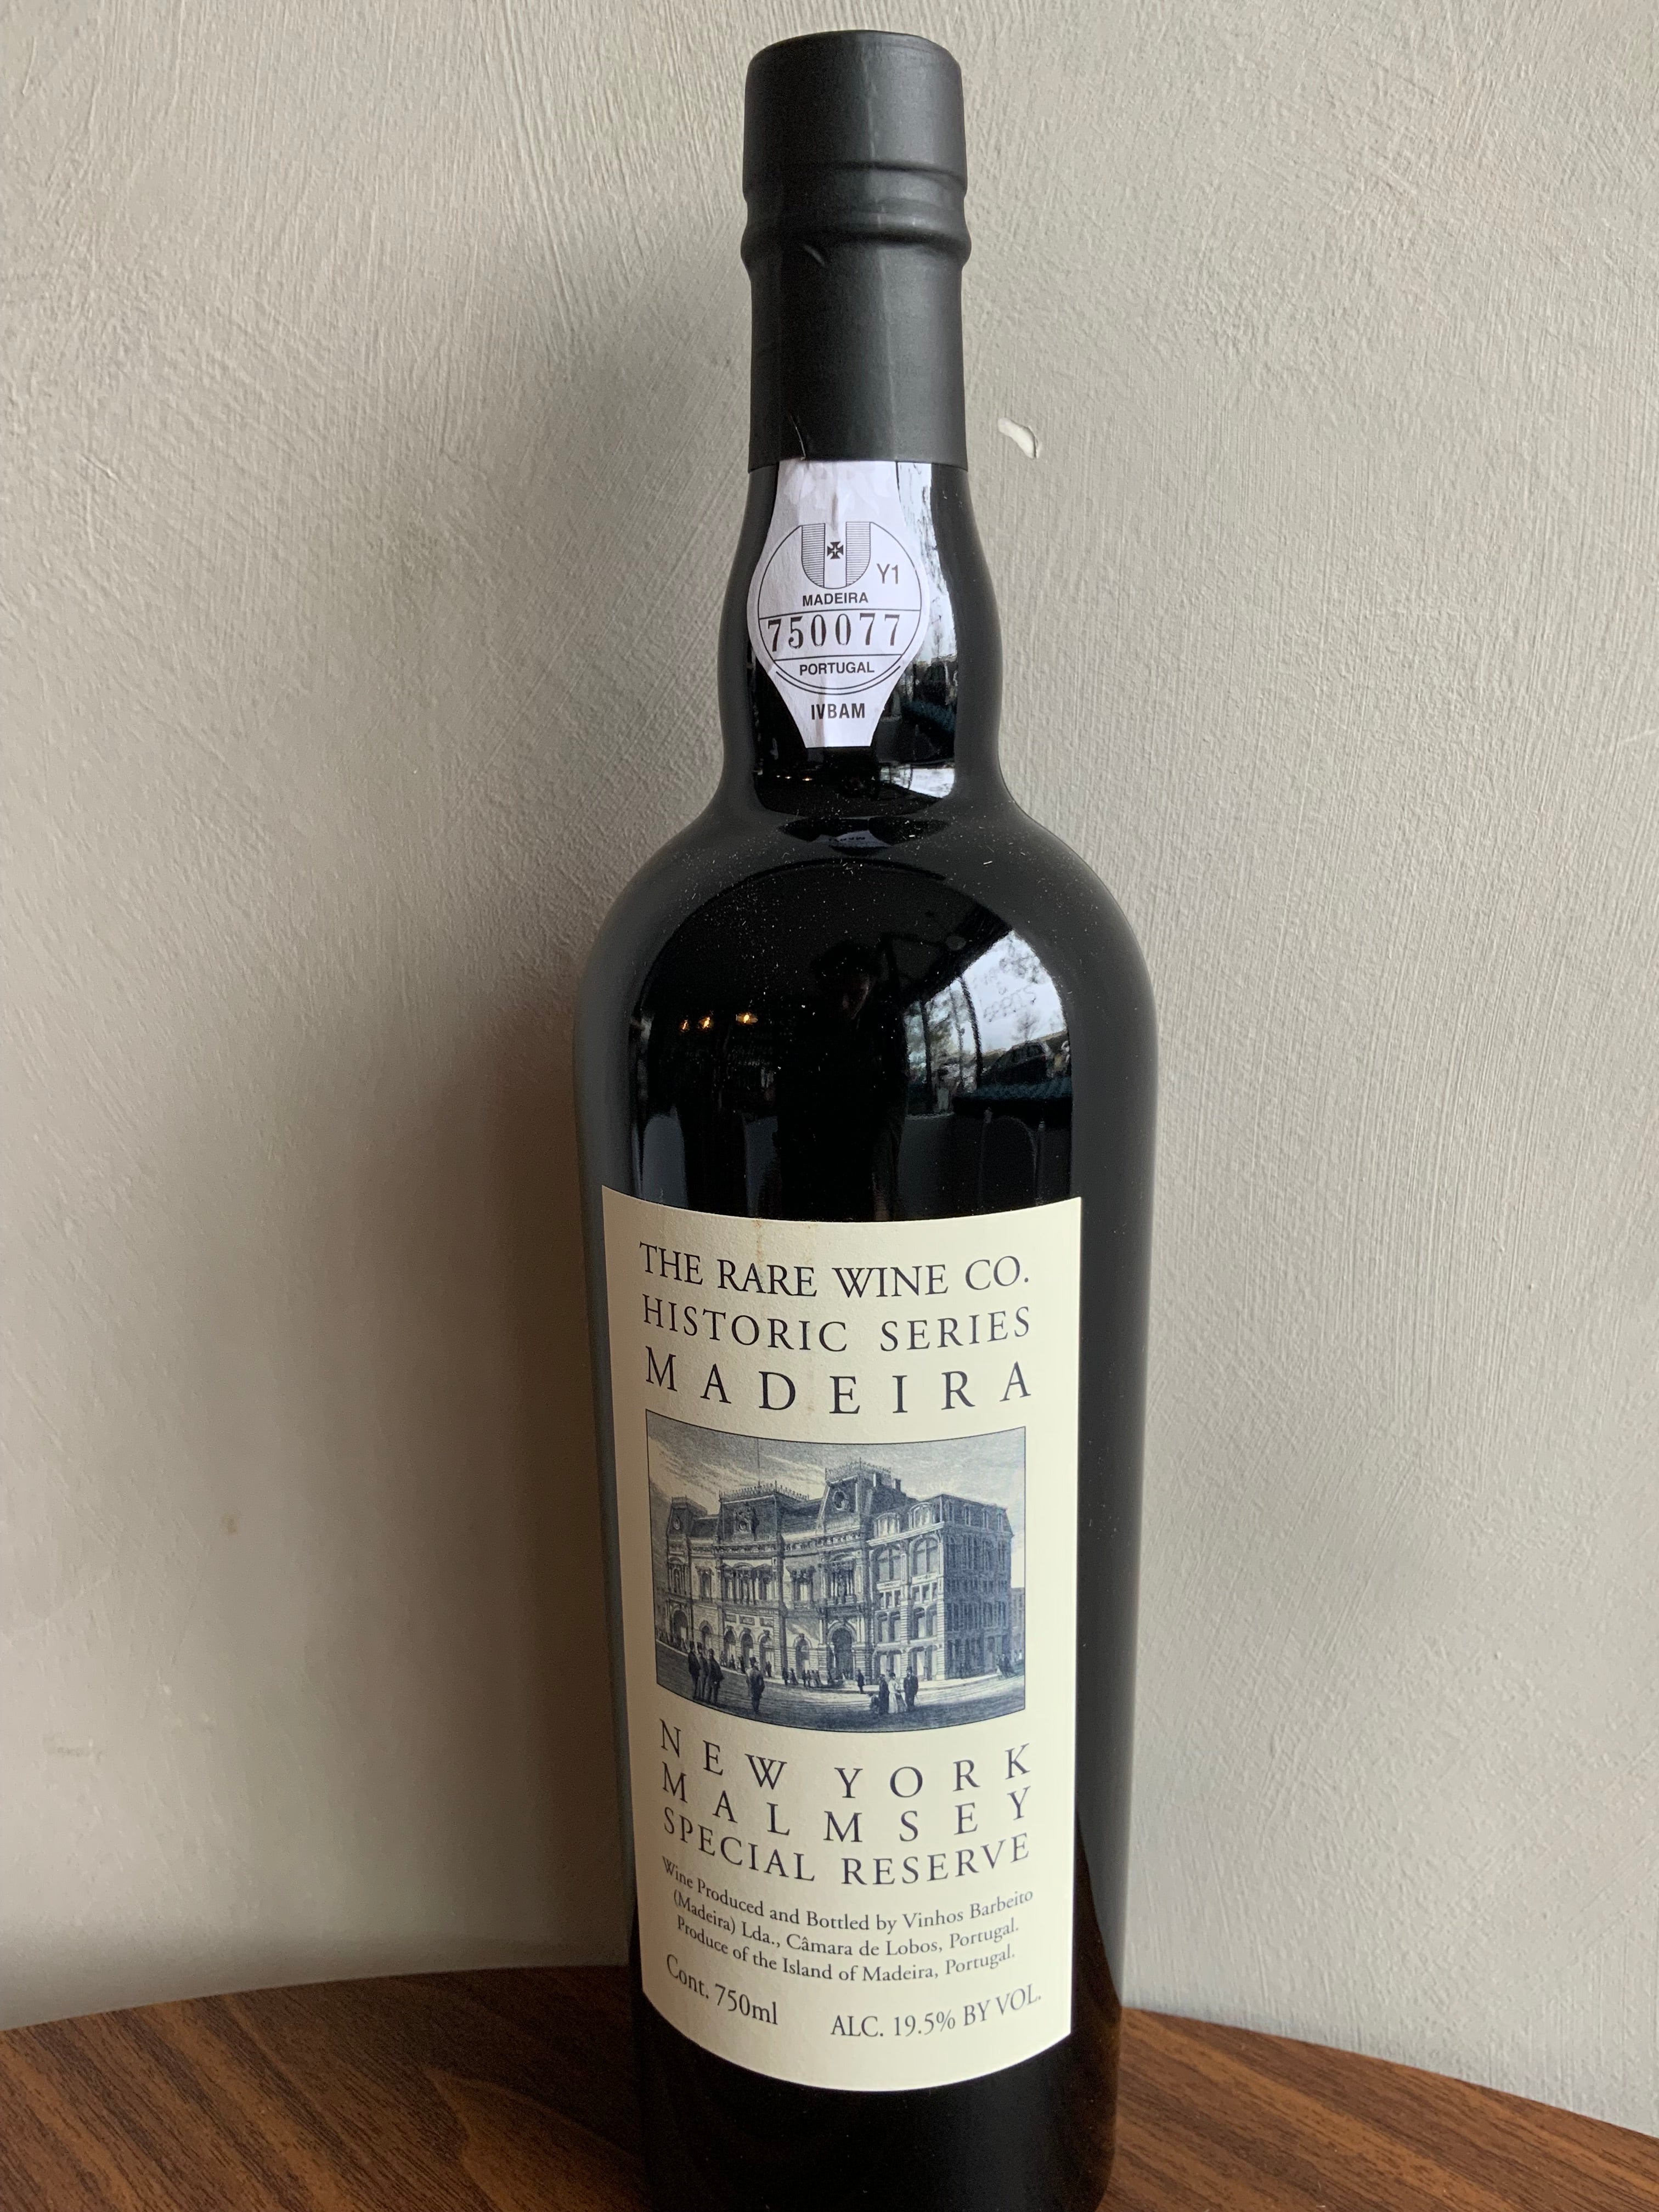 Y1
MADEIRA
750077
PORTUGAL
IVBAM
THE RARE WINE CO.
HISTORIC SERIES
MADEIRA
NEW YORK
MALMSEY
SPECIAL RESERVE
Wine Produced and Bottled by Vinhos Barbeito
(Madeira) Lda., Câmara de Lobos, Portugal.
Produce of the Island of Madeira, Portugal.
Cont. 750ml ALC. 19.5% BY VOL.